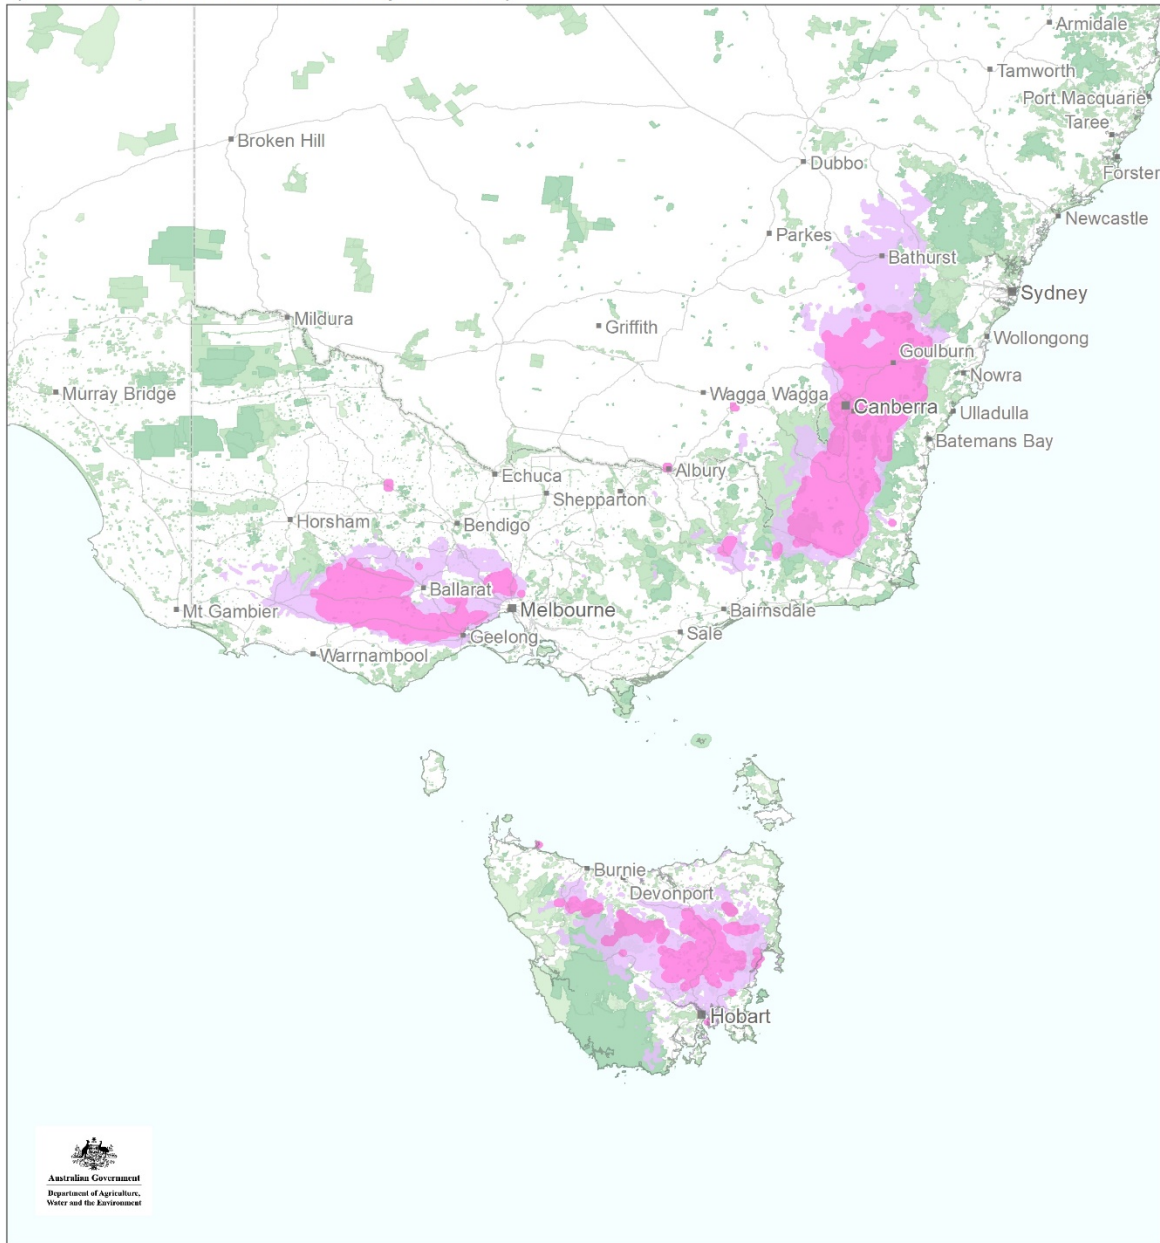 Armidale
Tamworth
Port Macquarie
Taree
Broken Hill
Dubbo
Forster
Newcastle
Parkes
Bathurst
Sydney
Mildura
Griffith
Wollongong
Goulburn
Nowra
Murray Bridge
Wagga Wagga
Canberra
Ulladulla
Batemans Bay
Echuca
Albury
Shepparton
Horsham
Bendigo
Ballarat
Mt Gambier
Melbourne
Bairnsdale
Geelong
Sale
Warrnambool
Burnie
Devonport
Hobart
Australian Government
Department of Agriculture,
Water and the Environment